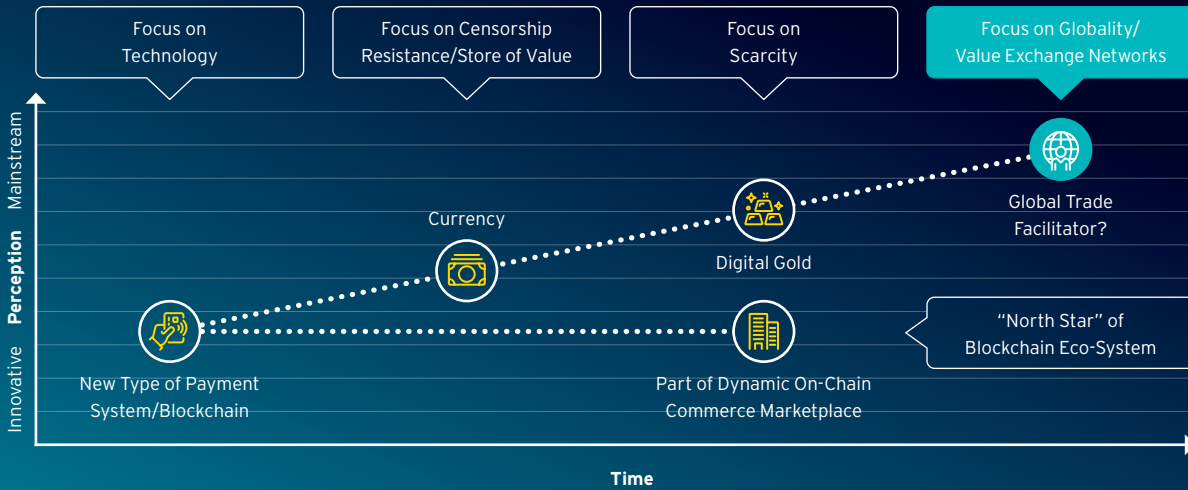 Focus on
Technology
Focus on Censorship
Resistance/Store of Value
Focus on
Scarcity
Focus on Globality/
Value Exchange Networks
Mainstream
Perception
Innovative
Currency
Digital Gold
Global Trade
Facilitator?
New Type of Payment
System/Blockchain
Part of Dynamic On-Chain
Commerce Marketplace
“North Star” of
Blockchain Eco-System
Time